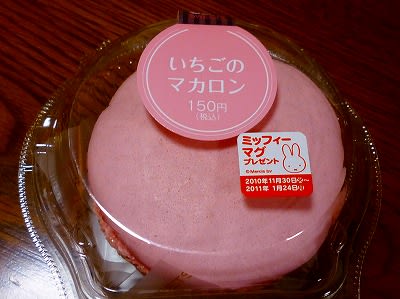 いちごの
マカロン
150円
(税込)
ミッフィー
マグ
プレゼント
©Mercis bv
2010年11月30日(火)~
2011年 1月24日(月)